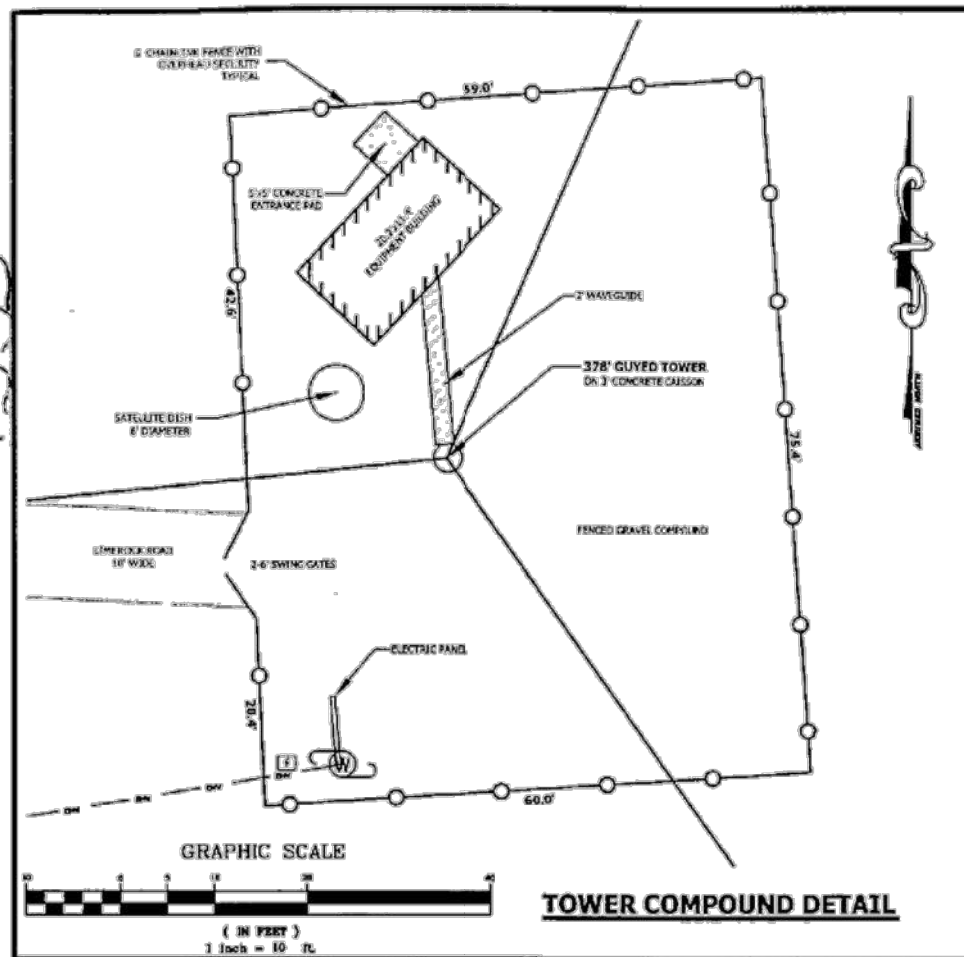 6' CHAINLINK FENCE WITH
OVERHEAD SECURITY
TYPICAL
59.0'
5'x5' CONCRETE
ENTRANCE PAD
EQUIPMENT BUILDING
42.6'
2' WAVEGUIDE
378' GUYED TOWER
ON 3' CONCRETE CAISSON
SATELLITE DISH
6' DIAMETER
75.4'
FENCED GRAVEL COMPOUND
LIMEROCK ROAD
10' WIDE
2-6' SWING GATES
ELECTRIC PANEL
20.4'
W
60.0'
GRAPHIC SCALE
10 0 5 10 20 40
( IN FEET )
1 inch = 10 ft.
TOWER COMPOUND DETAIL